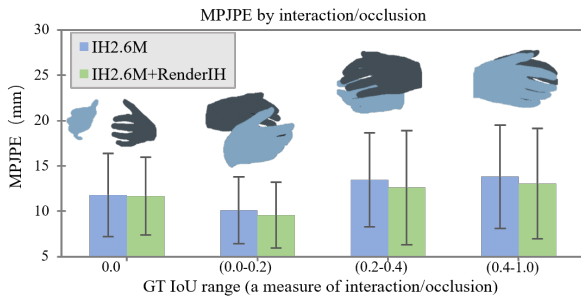 MPJPE by interaction/occlusion
30
25
20
15
10
5
MPJPE (mm)
IH2.6M
IH2.6M+RenderIH
0.0
(0.0-0.2)
(0.2-0.4)
(0.4-1.0)
GT IoU range (a measure of interaction/occlusion)